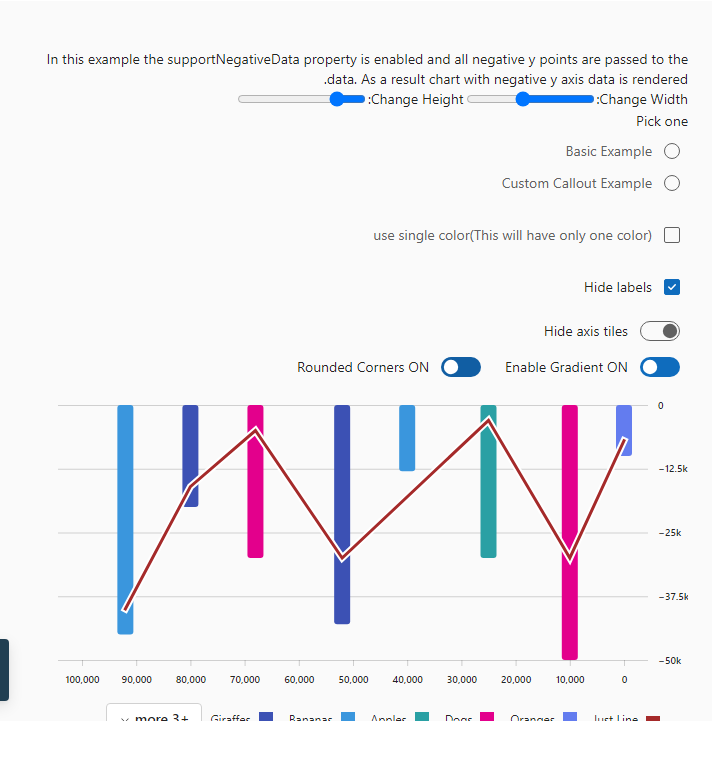 In this example the supportNegativeData property is enabled and all negative y points are passed to the
.data. As a result chart with negative y axis data is rendered
:Change Height :Change Width
Pick one
Basic Example
Custom Callout Example
use single color(This will have only one color)
Hide labels
Hide axis tiles
Rounded Corners ON Enable Gradient ON
0
−12.5k
−25k
−37.5k
−50k
100,000 90,000 80,000 70,000 60,000 50,000 40,000 30,000 20,000 10,000 0
more 3+ Giraffes Bananas Apples Dogs Oranges Just Line